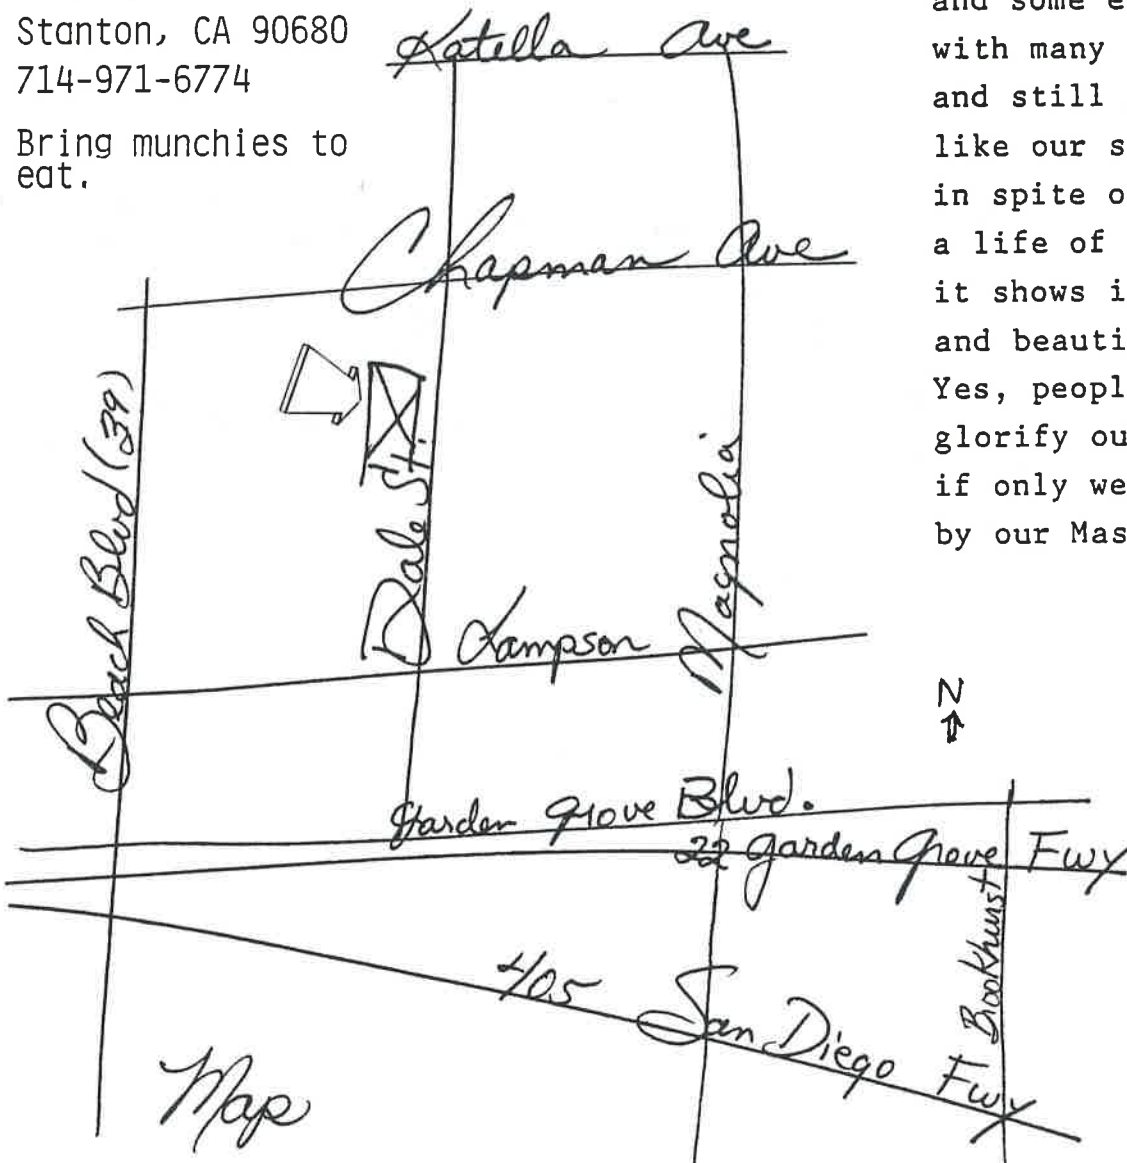 Stanton, CA 90680
714-971-6774
Bring munchies to
eat.
Katella Ave
Chapman Ave
Beach Blvd (39)
Dale St.
Magnolia
Lampson
N
Garden Grove Blvd.
22 Garden Grove Fwy
Brookhurst
405 San Diego Fwy
Map
and some e
with many
and still
like our s
in spite o
a life of
it shows i
and beauti
Yes, peopl
glorify ou
if only we
by our Mas